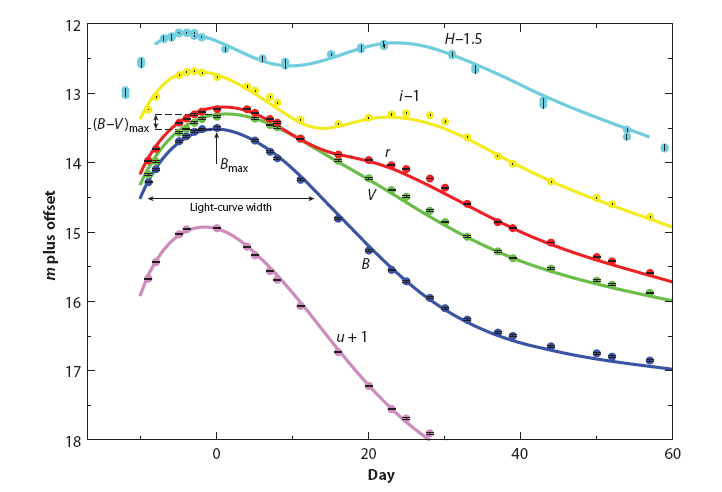 12
13
14
15
16
17
18
m plus offset
0
20
40
60
Day
H–1.5
i–1
(B–V)max
r
Bmax
V
Light-curve width
B
u + 1